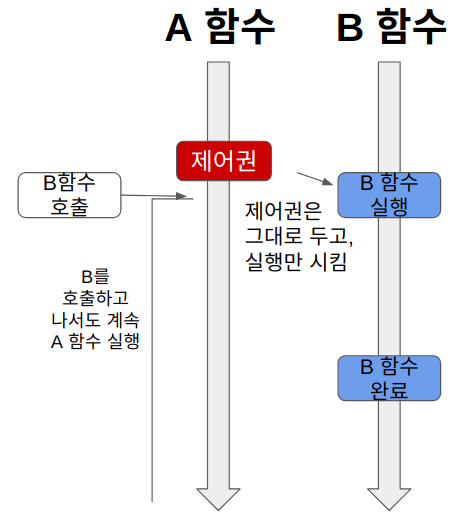 A 함수
B 함수
제어권
B함수
호출
B 함수
실행
제어권은
그대로 두고,
실행만 시킴
B를
호출하고
나서도 계속
A 함수 실행
B 함수
완료